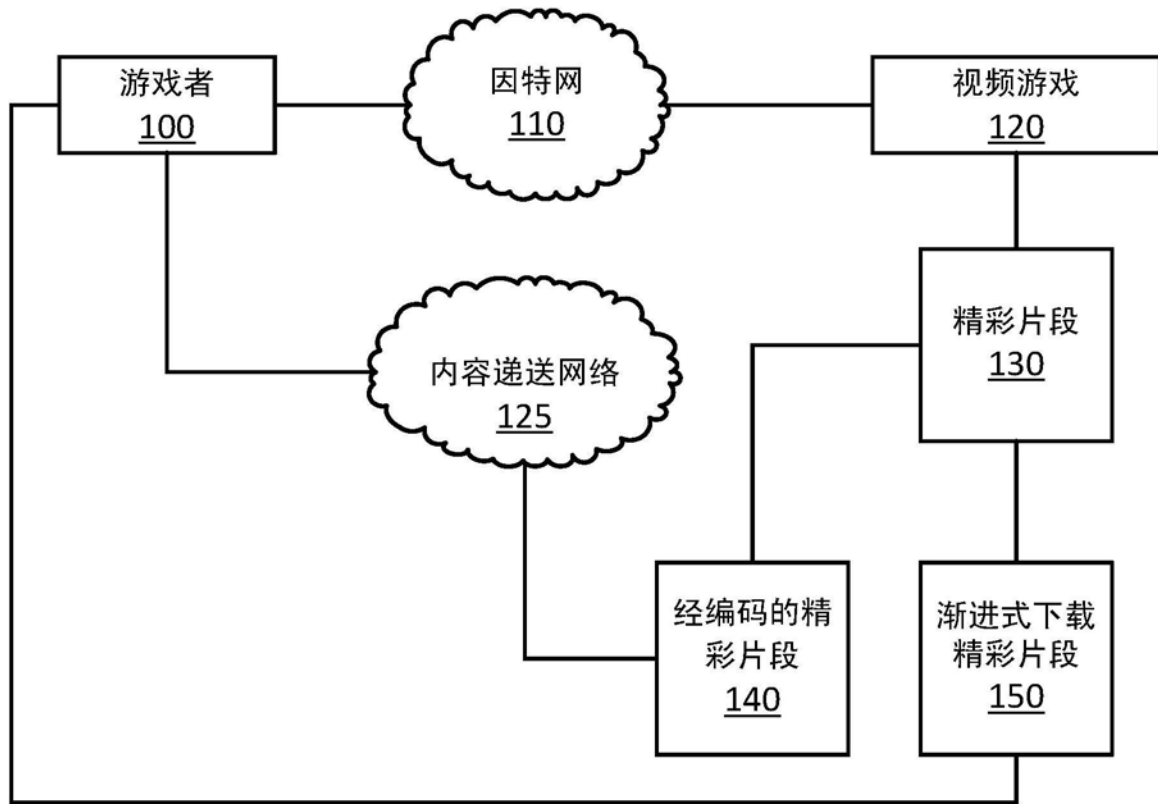 游戏者
100
因特网
110
视频游戏
120
精彩片段
130
内容递送网络
125
经编码的精
彩片段
140
渐进式下载
精彩片段
150